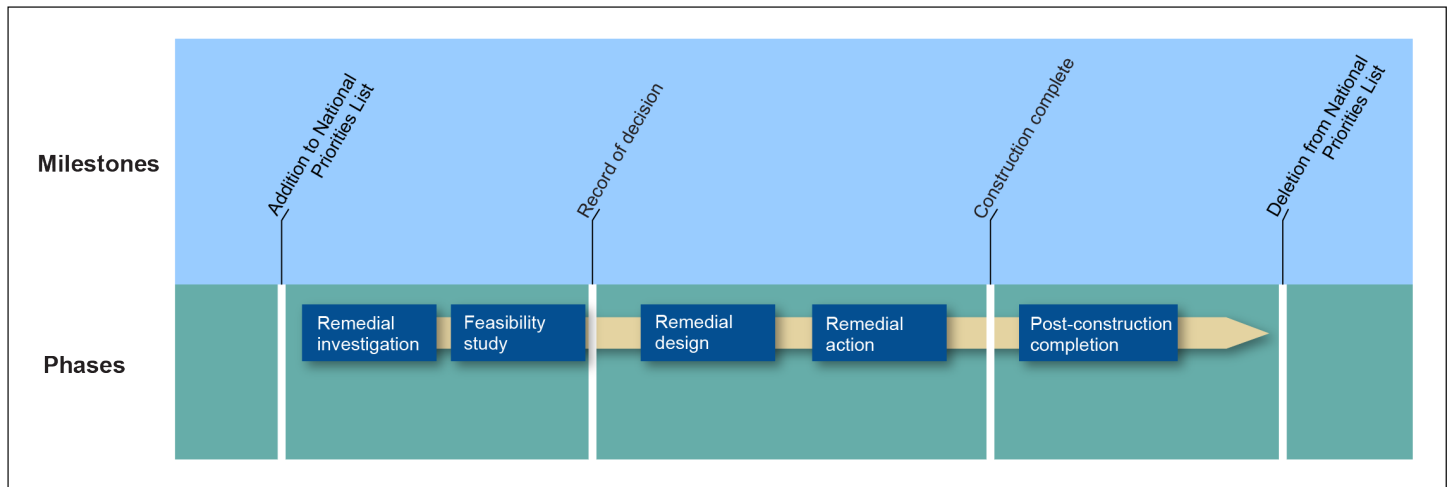 Milestones
Addition to National
Priorities List
Record of decision
Construction complete
Deletion from National
Priorities List
Phases
Remedial
investigation
Feasibility
study
Remedial
design
Remedial
action
Post-construction
completion